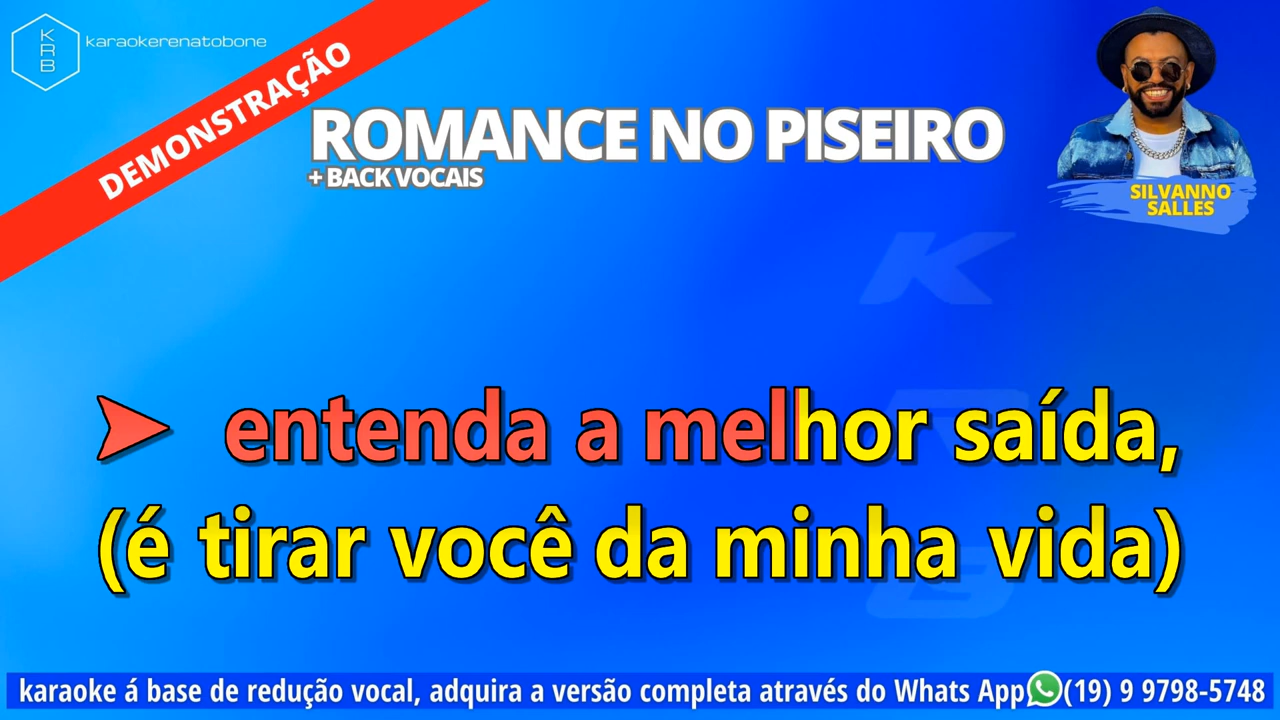 K
R
B
karaokerenatobone
DEMONSTRAÇÃO
ROMANCE NO PISEIRO
+ BACK VOCAIS
SILVANNO
SALLES
K
entenda a melhor saída,
(é tirar você da minha vida)
karaoke á base de redução vocal, adquira a versão completa através do Whats App (19) 9 9798-5748